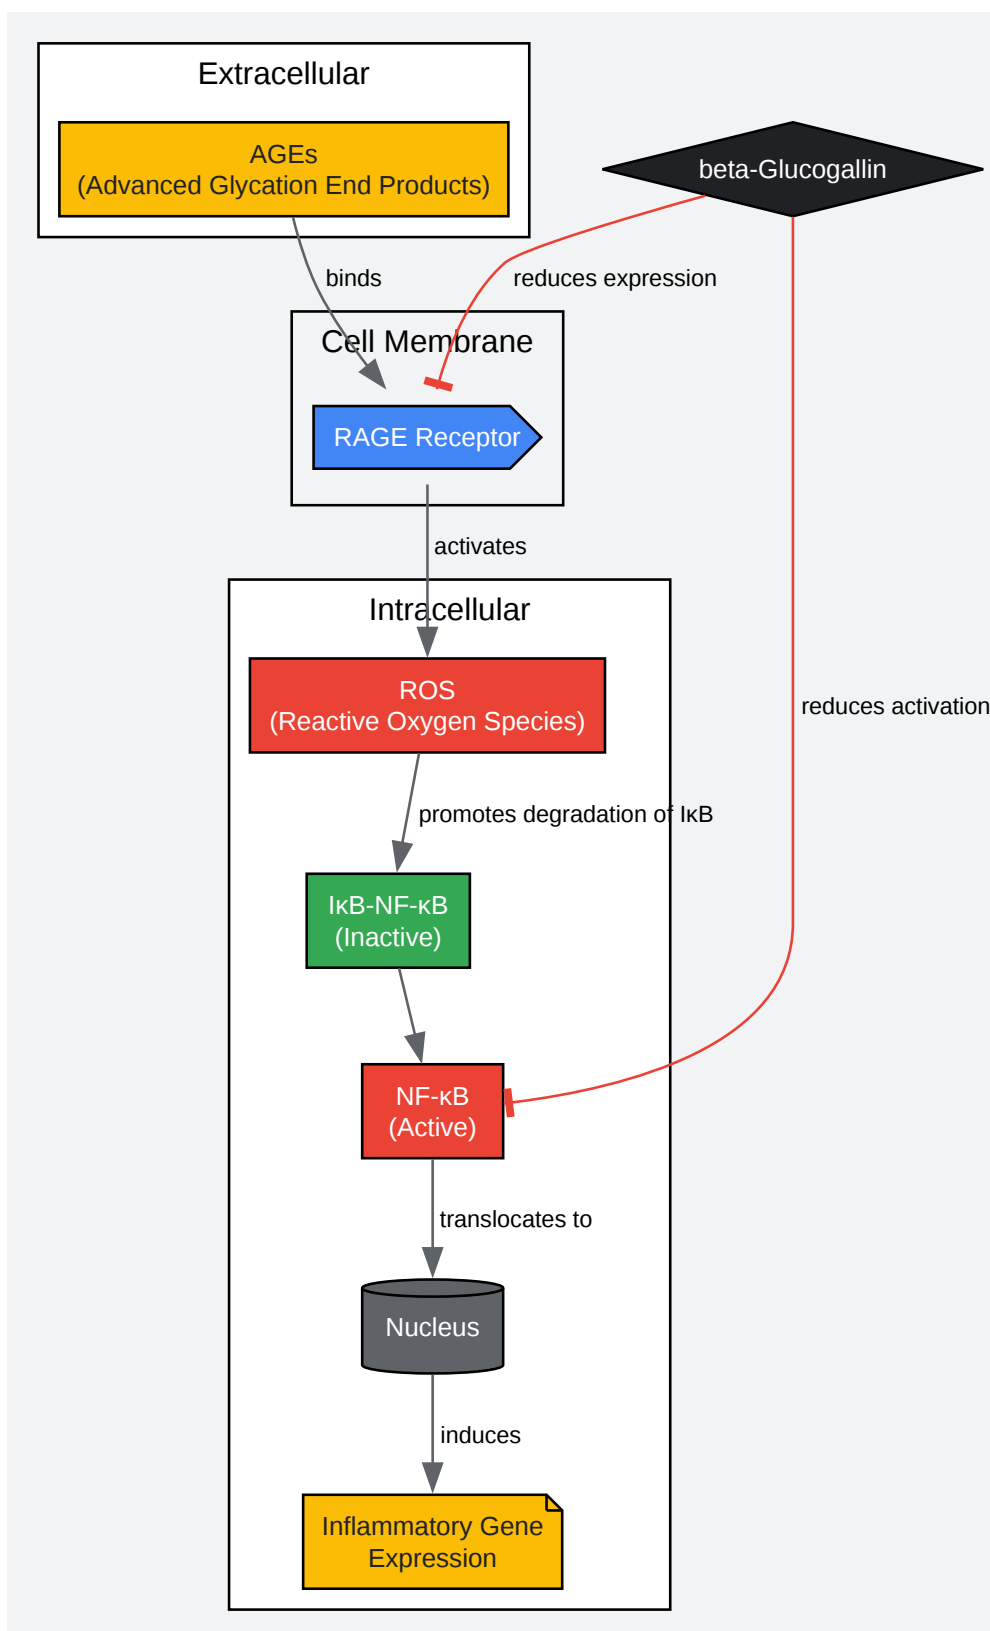 Extracellular
AGEs
(Advanced Glycation End Products)
beta-Glucogallin
binds
reduces expression
Cell Membrane
RAGE Receptor
activates
Intracellular
ROS
(Reactive Oxygen Species)
reduces activation
promotes degradation of IκB
IκB-NF-κB
(Inactive)
NF-κB
(Active)
translocates to
Nucleus
induces
Inflammatory Gene
Expression